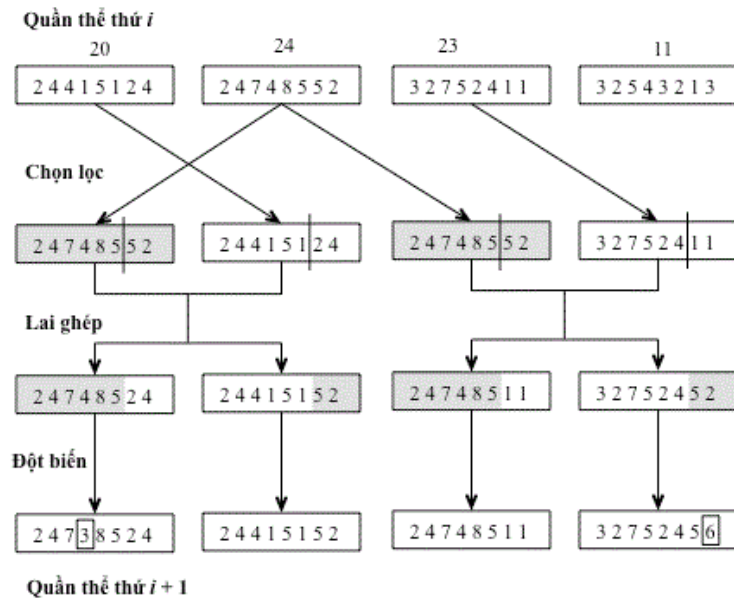 Quần thể thứ i
20 24 23 11
2 4 4 1 5 1 2 4 2 4 7 4 8 5 5 2 3 2 7 5 2 4 1 1 3 2 5 4 3 2 1 3
Chọn lọc
2 4 7 4 8 5 5 2 2 4 4 1 5 1 2 4 2 4 7 4 8 5 5 2 3 2 7 5 2 4 1 1
Lai ghép
2 4 7 4 8 5 2 4 2 4 4 1 5 1 5 2 2 4 7 4 8 5 1 1 3 2 7 5 2 4 5 2
Đột biến
2 4 7 3 8 5 2 4 2 4 4 1 5 1 5 2 2 4 7 4 8 5 1 1 3 2 7 5 2 4 5 6
Quần thể thứ i + 1